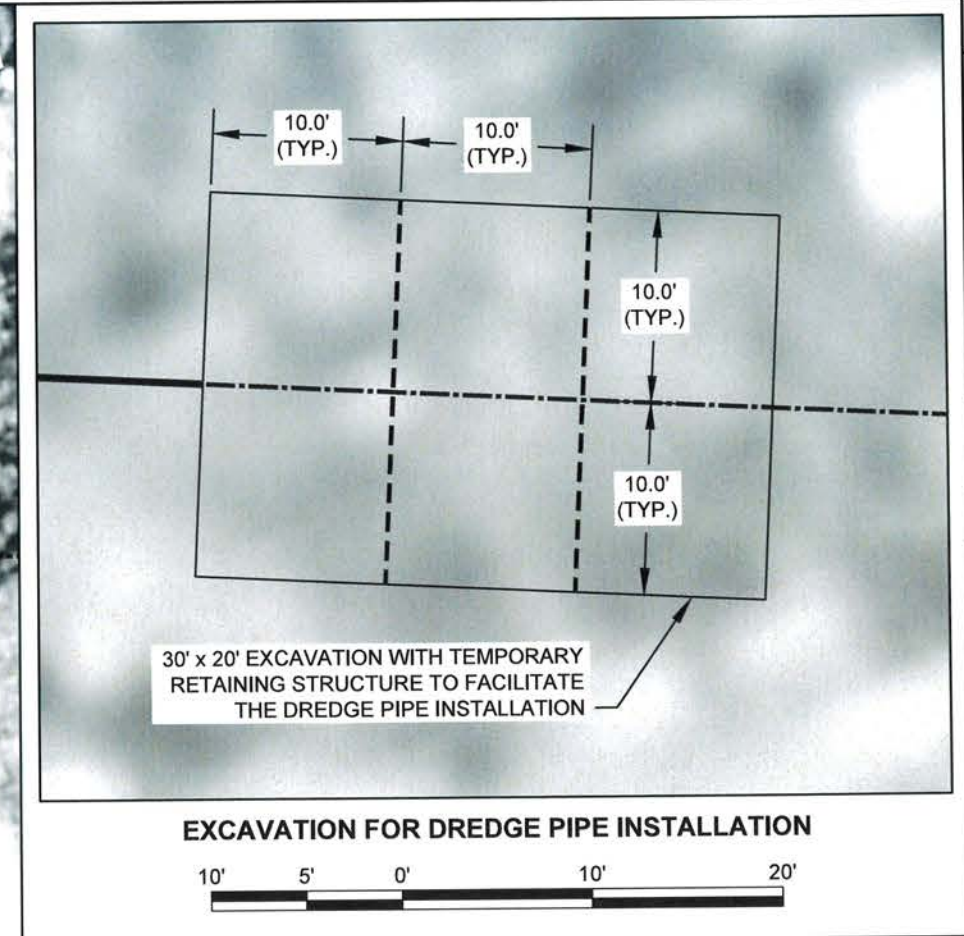 10.0'
(TYP.)
10.0'
(TYP.)
10.0'
(TYP.)
10.0'
(TYP.)
30' x 20' EXCAVATION WITH TEMPORARY
RETAINING STRUCTURE TO FACILITATE
THE DREDGE PIPE INSTALLATION
EXCAVATION FOR DREDGE PIPE INSTALLATION
10' 5' 0' 10' 20'